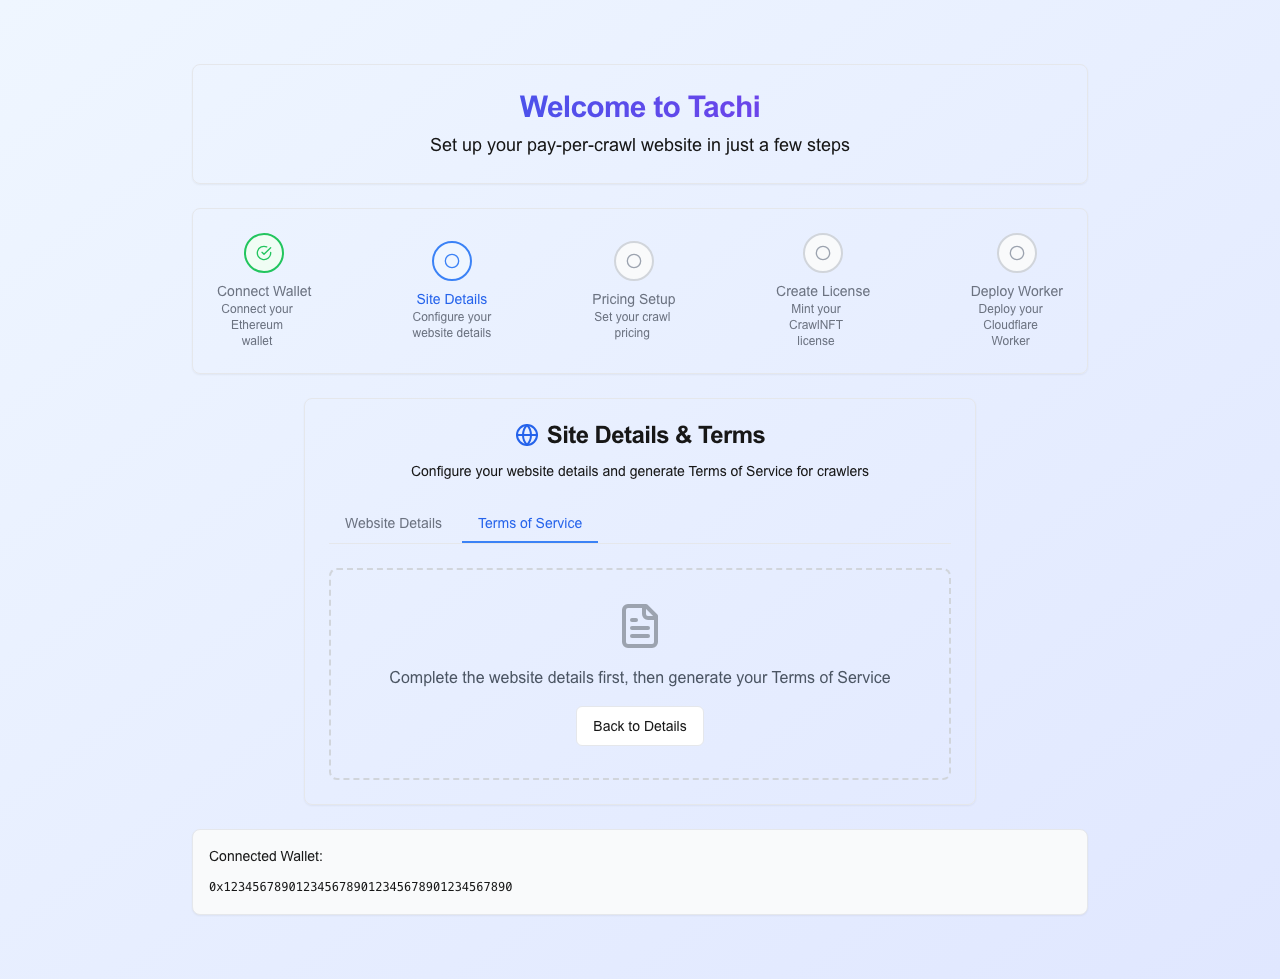 Welcome to Tachi
Set up your pay-per-crawl website in just a few steps
Connect Wallet
Connect your
Ethereum
wallet
Site Details
Configure your
website details
Pricing Setup
Set your crawl
pricing
Create License
Mint your
CrawlNFT
license
Deploy Worker
Deploy your
Cloudflare
Worker
Site Details & Terms
Configure your website details and generate Terms of Service for crawlers
Website Details
Terms of Service
Complete the website details first, then generate your Terms of Service
Back to Details
Connected Wallet:
0x1234567890123456789012345678901234567890